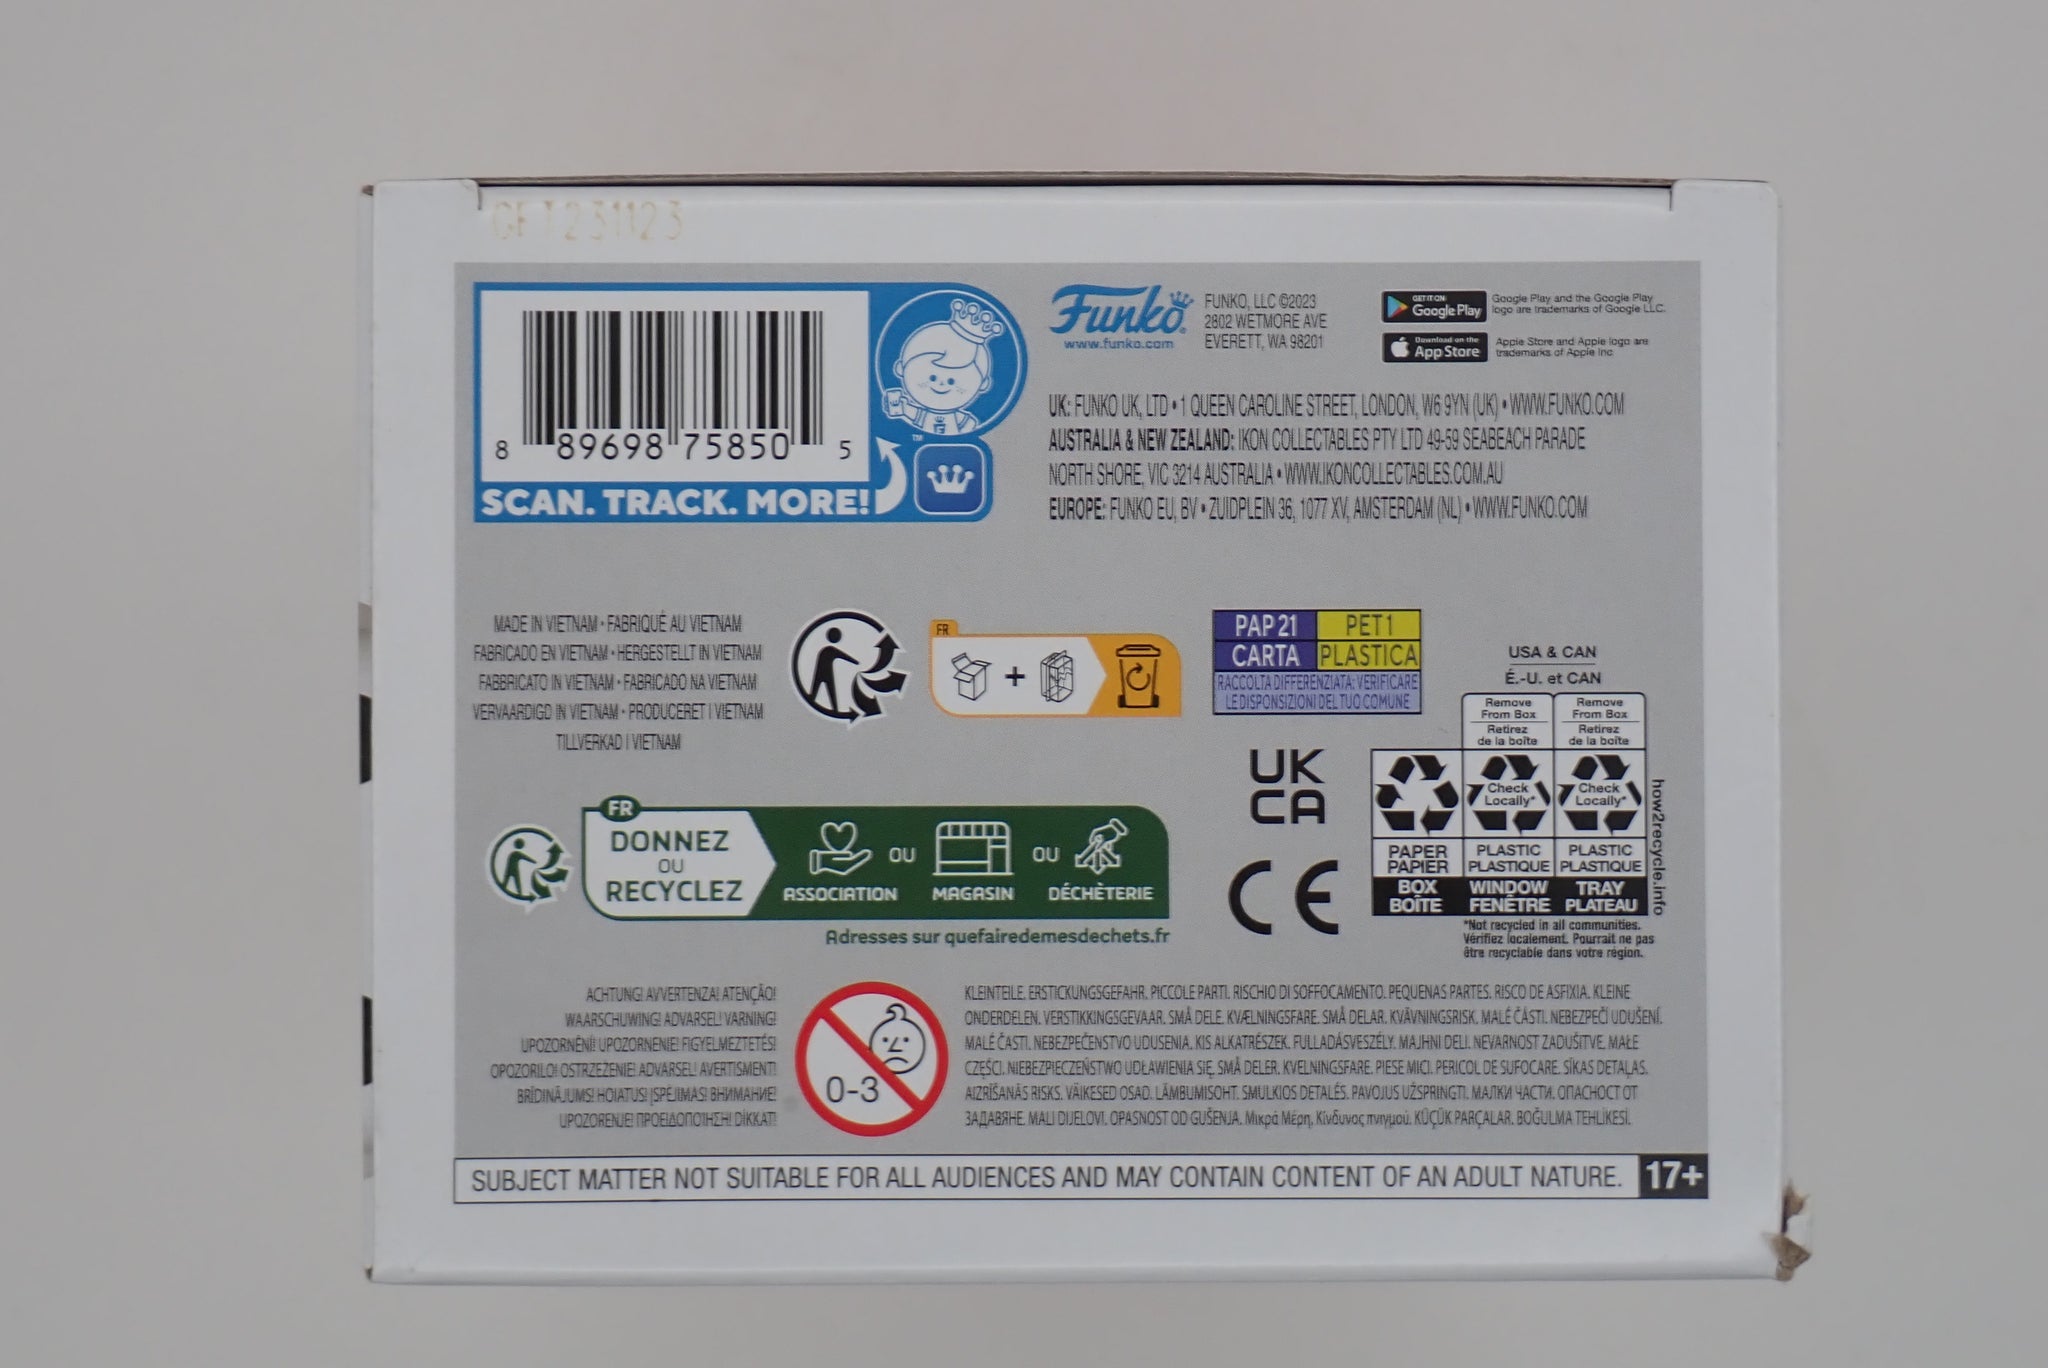 8 89698 75850 5
SCAN. TRACK. MORE!
™
Funko
www.funko.com
FUNKO, LLC ©2023
2802 WETMORE AVE
EVERETT, WA 98201
GET IT ON
Google Play
Google Play and the Google Play
logo are trademarks of Google LLC.
Download on the
App Store
Apple Store and Apple logo are
trademarks of Apple Inc
UK: FUNKO UK, LTD • 1 QUEEN CAROLINE STREET, LONDON, W6 9YN (UK) • WWW.FUNKO.COM
AUSTRALIA & NEW ZEALAND: IKON COLLECTABLES PTY LTD 49-59 SEABEACH PARADE
NORTH SHORE, VIC 3214 AUSTRALIA • WWW.IKONCOLLECTABLES.COM.AU
EUROPE: FUNKO EU, BV • ZUIDPLEIN 36, 1077 XV, AMSTERDAM (NL) • WWW.FUNKO.COM
MADE IN VIETNAM • FABRIQUÉ AU VIETNAM
FABRICADO EN VIETNAM • HERGESTELLT IN VIETNAM
FABBRICATO IN VIETNAM • FABRICADO NA VIETNAM
VERVAARDIGD IN VIETNAM • PRODUCERET I VIETNAM
TILLVERKAD I VIETNAM
FR
+
PAP 21 PET 1
CARTA PLASTICA
RACCOLTA DIFFERENZIATA: VERIFICARE
LE DISPONSIZIONI DEL TUO COMUNE
USA & CAN
É.-U. et CAN
Remove From Box
Retirez de la boîte
Remove From Box
Retirez de la boîte
Check Locally*
Check Locally*
PAPER PAPIER
PLASTIC PLASTIQUE
PLASTIC PLASTIQUE
BOX BOÎTE
WINDOW FENÊTRE
TRAY PLATEAU
how2recycle.info
*Not recycled in all communities.
Vérifiez localement. Pourrait ne pas
être recyclable dans votre région.
UK
CA
CE
FR
DONNEZ
OU
RECYCLEZ
ASSOCIATION OU MAGASIN OU DÉCHÈTERIE
Adresses sur quefairedemesdechets.fr
ACHTUNG! AVVERTENZA! ATENÇÃO!
WAARSCHUWING! ADVARSEL! VARNING!
UPOZORNĚNÍ! UPOZORNENIE! FIGYELMEZTETÉS!
OPOZORILO! OSTRZEŻENIE! ADVARSEL! AVERTISMENT!
BRĪDINĀJUMS! HOIATUS! ĮSPĖJIMAS! ВНИМАНИЕ!
UPOZORENJE! ΠΡΟΕΙΔΟΠΟΊΗΣΗ! DİKKAT!
0-3
KLEINTEILE. ERSTICKUNGSGEFAHR. PICCOLE PARTI. RISCHIO DI SOFFOCAMENTO. PEQUENAS PARTES. RISCO DE ASFIXIA. KLEINE
ONDERDELEN. VERSTIKKINGSGEVAAR. SMÅ DELE. KVÆLNINGSFARE. SMÅ DELAR. KVÄVNINGSRISK. MALÉ ČÁSTI. NEBEZPEČÍ UDUŠENÍ.
MALÉ ČASTI. NEBEZPEČENSTVO UDUSENIA. KIS ALKATRÉSZEK. FULLADÁSVESZÉLY. MAJHNI DELI. NEVARNOST ZADUŠITVE. MAŁE
CZĘŚCI. NIEBEZPIECZEŃSTWO UDŁAWIENIA SIĘ. SMÅ DELER. KVELNINGSFARE. PIESE MICI. PERICOL DE SUFOCARE. SĪKAS DETAĻAS.
AIZRĪŠANĀS RISKS. VÄIKESED OSAD. LÄMBUMISOHT. SMULKIOS DETALĖS. PAVOJUS UŽSPRINGTI. МАЛКИ ЧАСТИ. ОПАСНОСТ ОТ
ЗАДАВЯНЕ. MALI DIJELOVI. OPASNOST OD GUŠENJA. Μικρά Μέρη, Κίνδυνος πνιγμού. KÜÇÜK PARÇALAR. BOĞULMA TEHLİKESİ.
SUBJECT MATTER NOT SUITABLE FOR ALL AUDIENCES AND MAY CONTAIN CONTENT OF AN ADULT NATURE. 17+